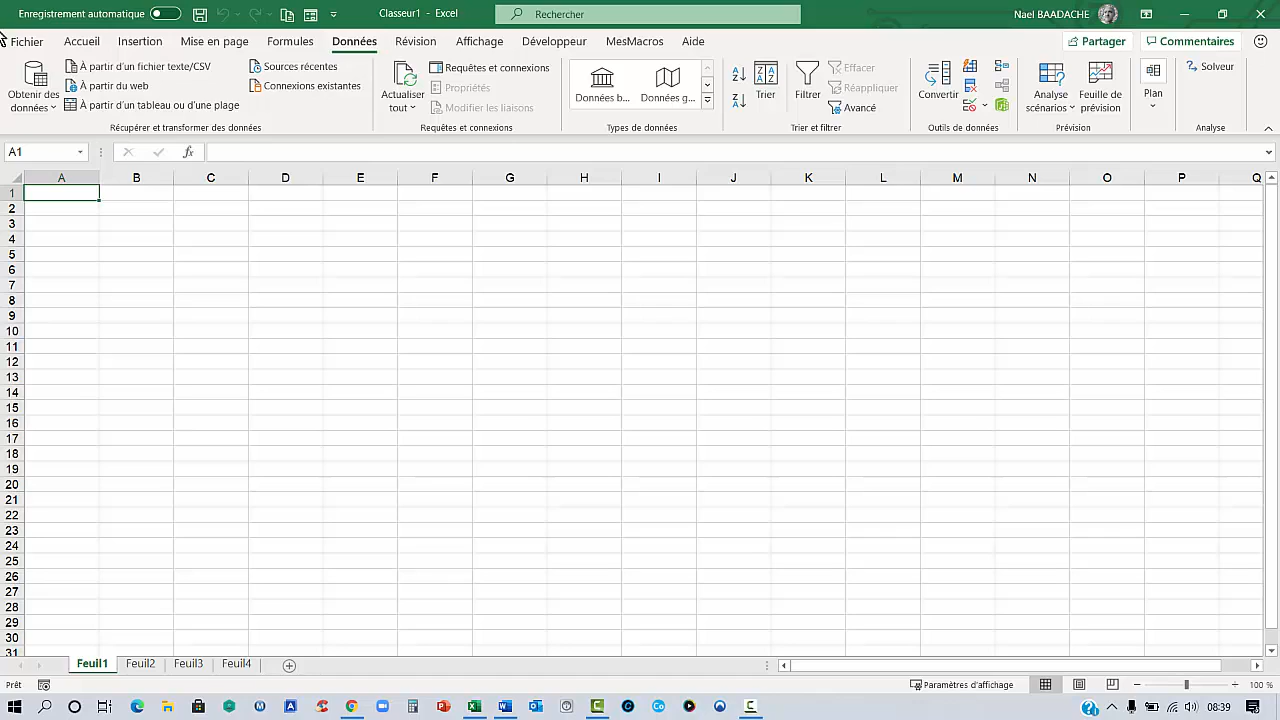 Enregistrement automatique
Classeur1 - Excel
Rechercher
Nael BAADACHE
Fichier Accueil Insertion Mise en page Formules Données Révision Affichage Développeur MesMacros Aide
Partager Commentaires
Obtenir des données
À partir d'un fichier texte/CSV
À partir du web
À partir d'un tableau ou d'une plage
Sources récentes
Connexions existantes
Récupérer et transformer des données
Actualiser tout
Requêtes et connexions
Propriétés
Modifier les liaisons
Requêtes et connexions
Données b... Données g...
Types de données
Trier
Filtrer
Effacer
Réappliquer
Avancé
Trier et filtrer
Convertir
Outils de données
Analyse scénarios
Feuille de prévision
Prévision
Plan
Solveur
Analyse
A1
fx
A B C D E F G H I J K L M N O P Q
1
2
3
4
5
6
7
8
9
10
11
12
13
14
15
16
17
18
19
20
21
22
23
24
25
26
27
28
29
30
31
Feuil1 Feuil2 Feuil3 Feuil4
Prêt
Paramètres d'affichage
100 %
08:39